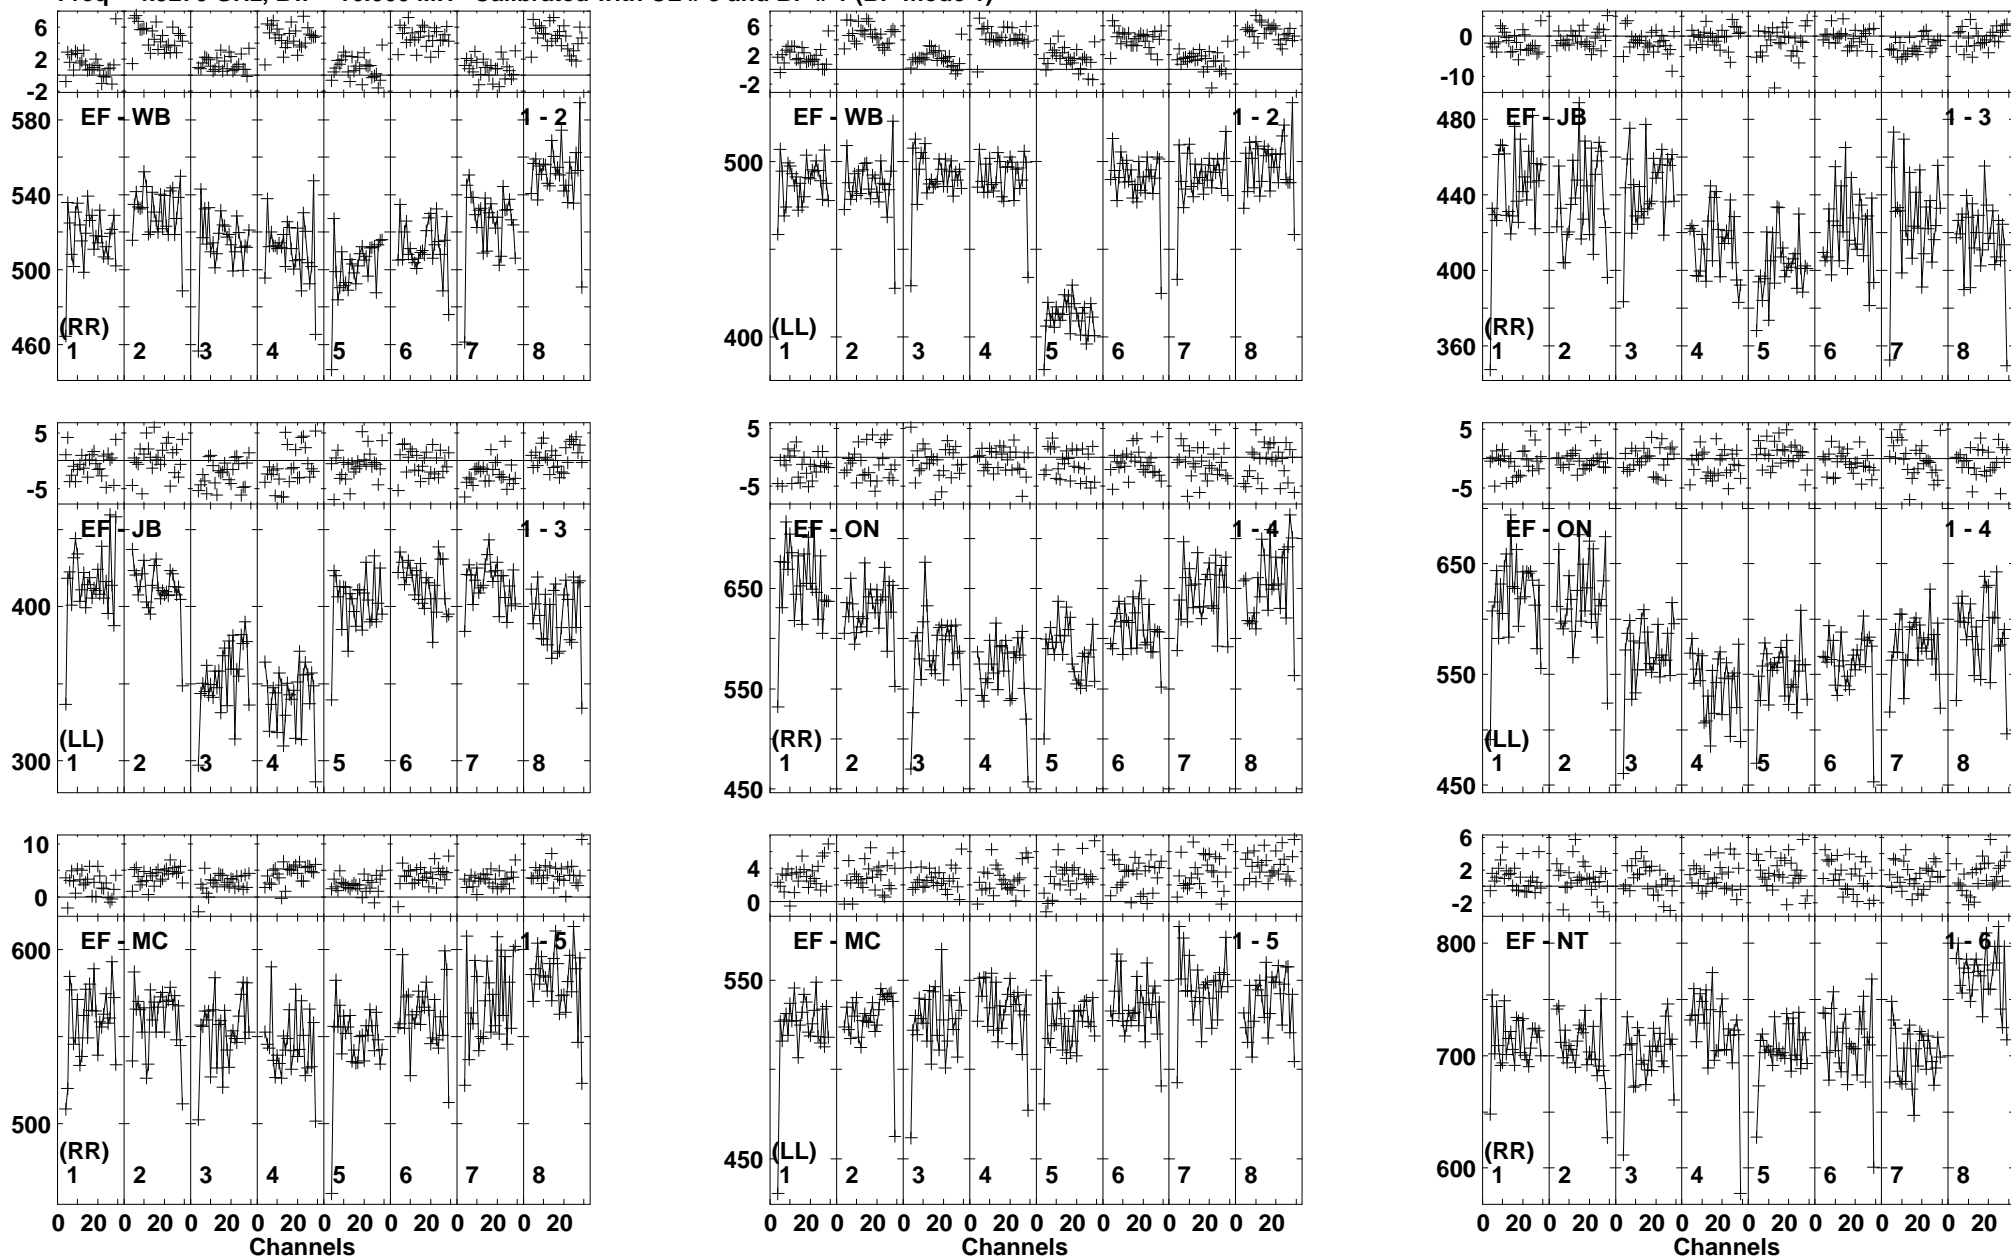 6 2 -2 6 2 -2 0 -10
580 540 500 460 EF - WB 1 - 2 (RR) 1 2 3 4 5 6 7 8
500 400 EF - WB 1 - 2 (LL) 1 2 3 4 5 6 7 8
480 440 400 360 EF - JB 1 - 3 (RR) 1 2 3 4 5 6 7 8
5 -5 5 -5 5 -5
400 300 EF - JB 1 - 3 (LL) 1 2 3 4 5 6 7 8
650 550 450 EF - ON 1 - 4 (RR) 1 2 3 4 5 6 7 8
650 550 450 EF - ON 1 - 4 (LL) 1 2 3 4 5 6 7 8
10 0 4 0 6 2 -2
600 500 EF - MC 1 - 5 (RR) 1 2 3 4 5 6 7 8
550 450 EF - MC 1 - 5 (LL) 1 2 3 4 5 6 7 8
800 700 600 EF - NT 1 - 6 (RR) 1 2 3 4 5 6 7 8
0 20 0 20 0 20 0 20 0 20 0 20 0 20 0 20
0 20 0 20 0 20 0 20 0 20 0 20 0 20 0 20
0 20 0 20 0 20 0 20 0 20 0 20 0 20 0 20
Channels Channels Channels